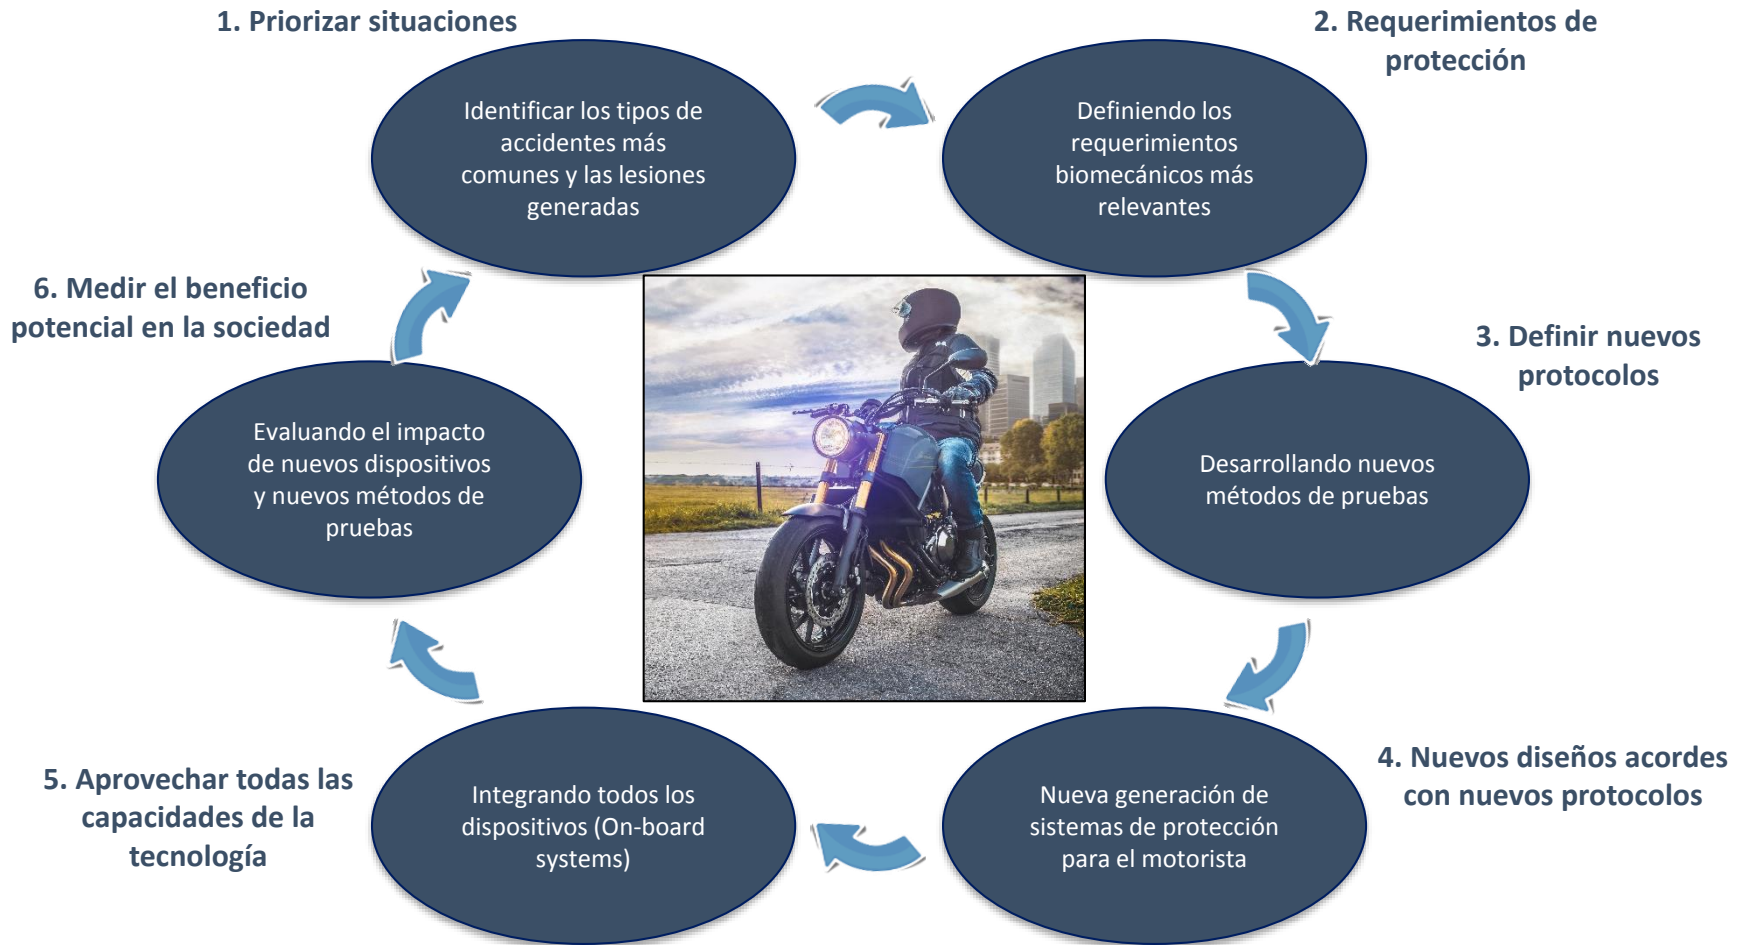 1. Priorizar situaciones
Identificar los tipos de
accidentes más
comunes y las lesiones
generadas
2. Requerimientos de
protección
Definiendo los
requerimientos
biomecánicos más
relevantes
3. Definir nuevos
protocolos
Desarrollando nuevos
métodos de pruebas
4. Nuevos diseños acordes
con nuevos protocolos
Nueva generación de
sistemas de protección
para el motorista
5. Aprovechar todas las
capacidades de la
tecnología
Integrando todos los
dispositivos (On-board
systems)
6. Medir el beneficio
potencial en la sociedad
Evaluando el impacto
de nuevos dispositivos
y nuevos métodos de
pruebas